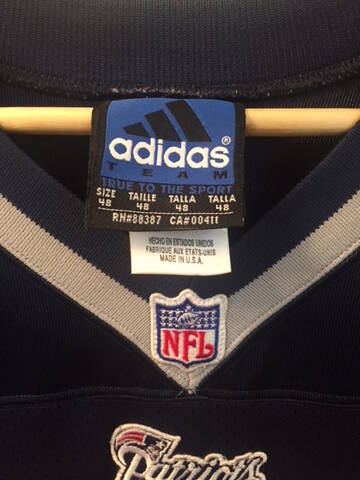 adidas®
TEAM
TRUE TO THE SPORT
SIZE TAILLE TALLA TALLA
48 48 48 48
RN#88387 CA#00411
HECHO EN ESTADOS UNIDOS
FABRIQUE AUX ETATS-UNIS
MADE IN U.S.A.
NFL
Patriots